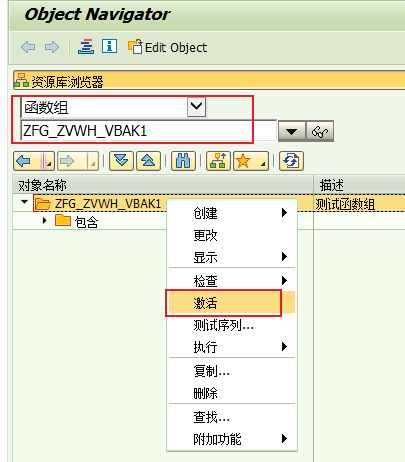 Object Navigator
Edit Object
资源库浏览器
函数组
ZFG_ZVWH_VBAK1
对象名称 描述
ZFG_ZVWH_VBAK1 测试函数组
包含
创建
更改
显示
检查
激活
测试序列...
执行
复制...
删除
查找...
附加功能